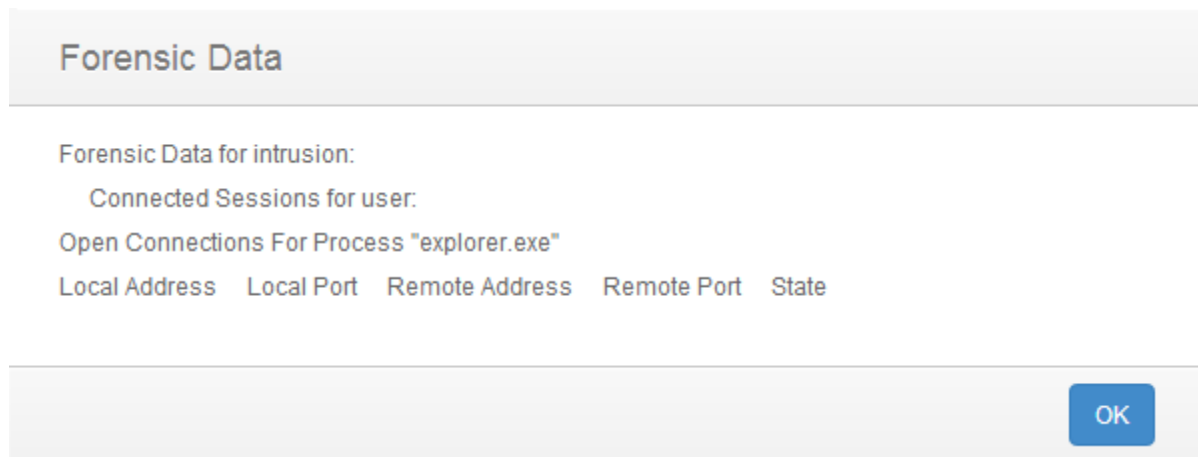 Forensic Data
Forensic Data for intrusion:
Connected Sessions for user:
Open Connections For Process "explorer.exe"
Local Address Local Port Remote Address Remote Port State
OK